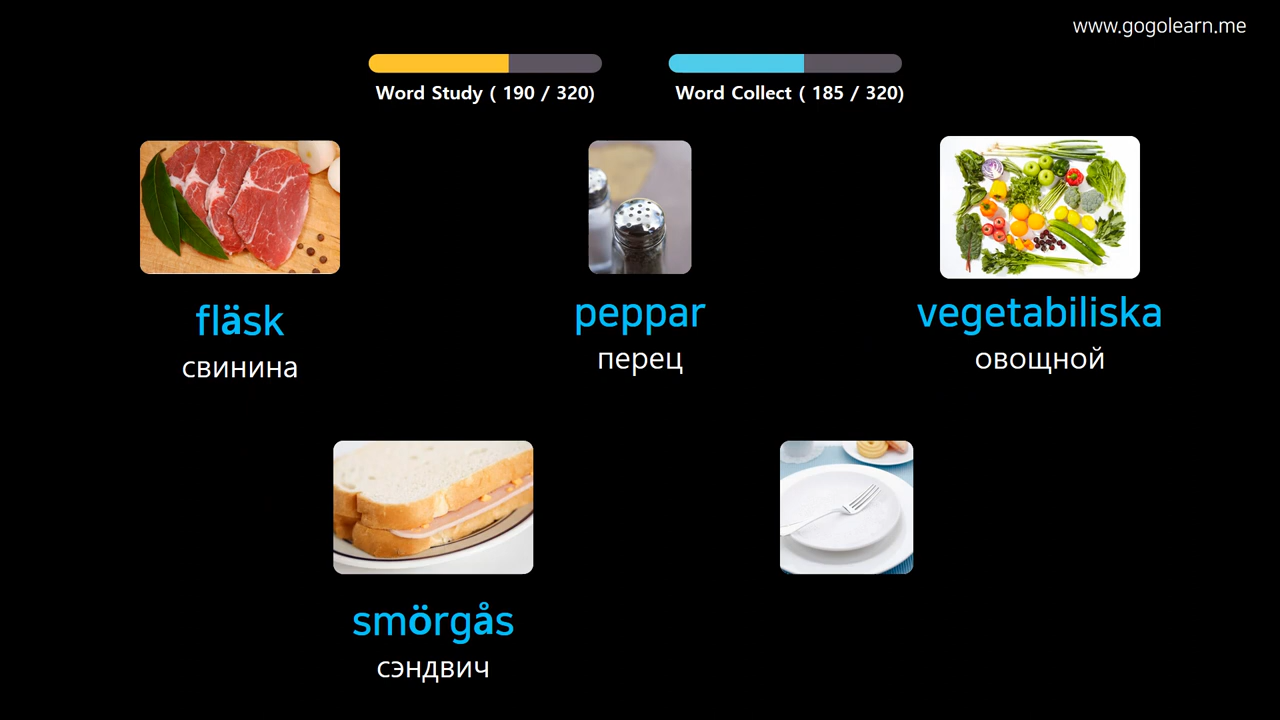 www.gogolearn.me
Word Study ( 190 / 320)
Word Collect ( 185 / 320)
fläsk
свинина
peppar
перец
vegetabiliska
овощной
smörgås
сэндвич